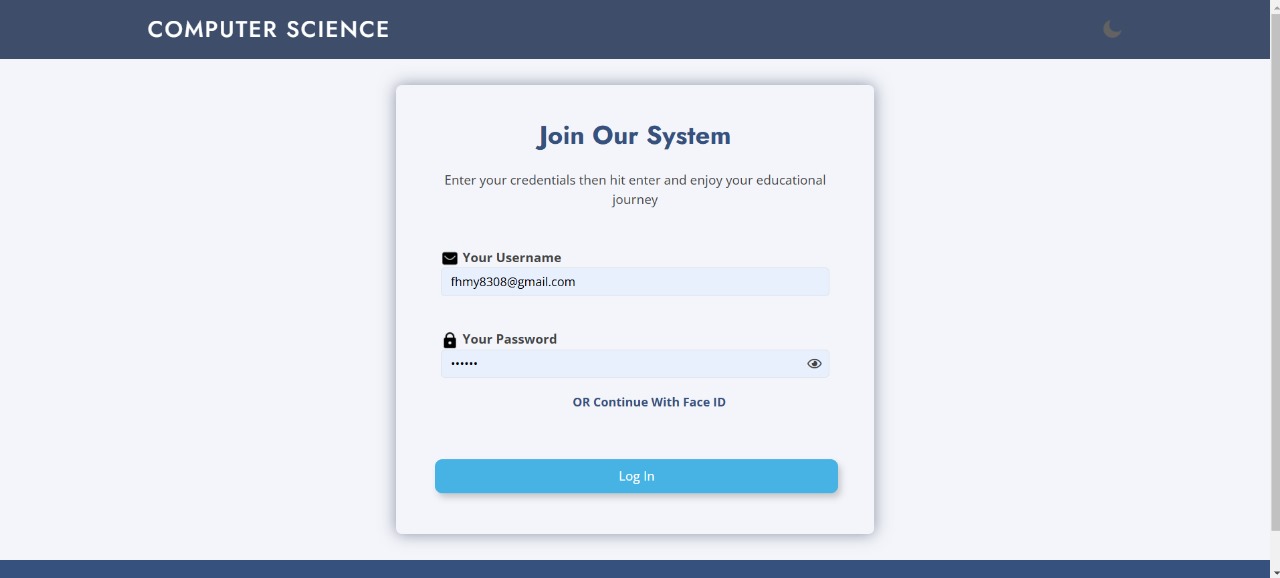 COMPUTER SCIENCE
Join Our System
Enter your credentials then hit enter and enjoy your educational
journey
Your Username
fhmy8308@gmail.com
Your Password
••••••
OR Continue With Face ID
Log In